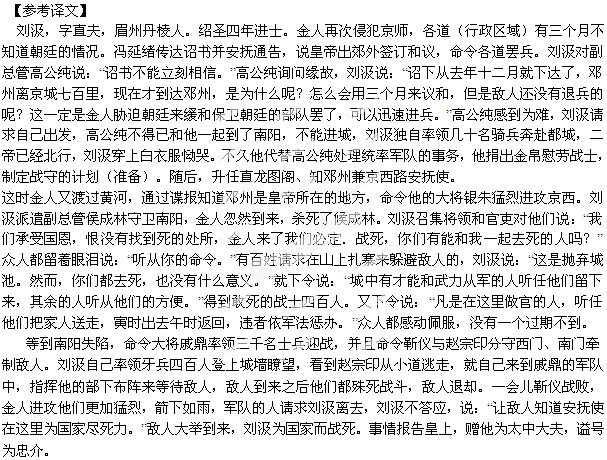 【参考译文】
刘汲，字直夫，眉州丹棱人。绍圣四年进士。金人再次侵犯京师，各道（行政区域）有三个月不
知道朝廷的情况。冯延绪传达诏书并安抚通告，说皇帝出郊外签订和议，命令各道罢兵。刘汲对副
总管高公纯说：“诏书不能立刻相信。”高公纯询问缘故，刘汲说：“诏下从去年十二月就下达了，邓
州离京城七百里，现在才到达邓州，是为什么呢？怎么会用三个月来议和，但是敌人还没有退兵的
呢？这一定是金人胁迫朝廷来缓和保卫朝廷的部队罢了，可以迅速进兵。”高公纯感到为难，刘汲请
求自己出发，高公纯不得已和他一起到了南阳，不能进城，刘汲独自率领几十名骑兵奔赴都城，二
帝已经北行，刘汲穿上白衣服恸哭。不久他代替高公纯处理统率军队的事务，他捐出金帛慰劳战士，
制定战守的计划（准备）。随后，升任直龙图阁、知邓州兼京西路安抚使。
这时金人又渡过黄河，通过谍报知道邓州是皇帝所在的地方，命令他的大将银朱猛烈进攻京西。刘
汲派遣副总管侯成林守卫南阳，金人忽然到来，杀死了候成林。刘汲召集将领和官吏对他们说：“我
们承受国恩，恨没有找到死的处所，金人来了我们必定．战死，你们有能和我一起去死的人吗？”
众人都留着眼泪说：“听从你的命令。”有百姓请求在山上扎寨来躲避敌人的，刘汲说：“这是抛弃城
池。然而，你们都去死，也没有什么意义。”就下令说：“城中有才能和武力从军的人听任他们留下
来，其余的人听从他们的方便。”得到敢死的战士四百人。又下令说：“凡是在这里做官的人，听任
他们把家人送走，寅时出去午时返回，违者依军法惩办。”众人都感动佩服，没有一个过期不到。
等到南阳失陷，命令大将戚鼎率领三千名士兵迎战，并且命令靳仪与赵宗印分守西门、南门牵
制敌人。刘汲自己率领牙兵四百人登上城墙瞭望，看到赵宗印从小道逃走，就自己来到戚鼎的军队
中，指挥他的部下布阵来等待敌人，敌人到来之后他们都殊死战斗，敌人退却。一会儿靳仪战败，
金人进攻他们更加猛烈，箭下如雨，军队的人请求刘汲离去，刘汲不答应，说：“让敌人知道安抚使
在这里为国家尽死力。”敌人大举到来，刘汲为国家而战死。事情报告皇上，赠他为太中大夫，谥号
为忠介。